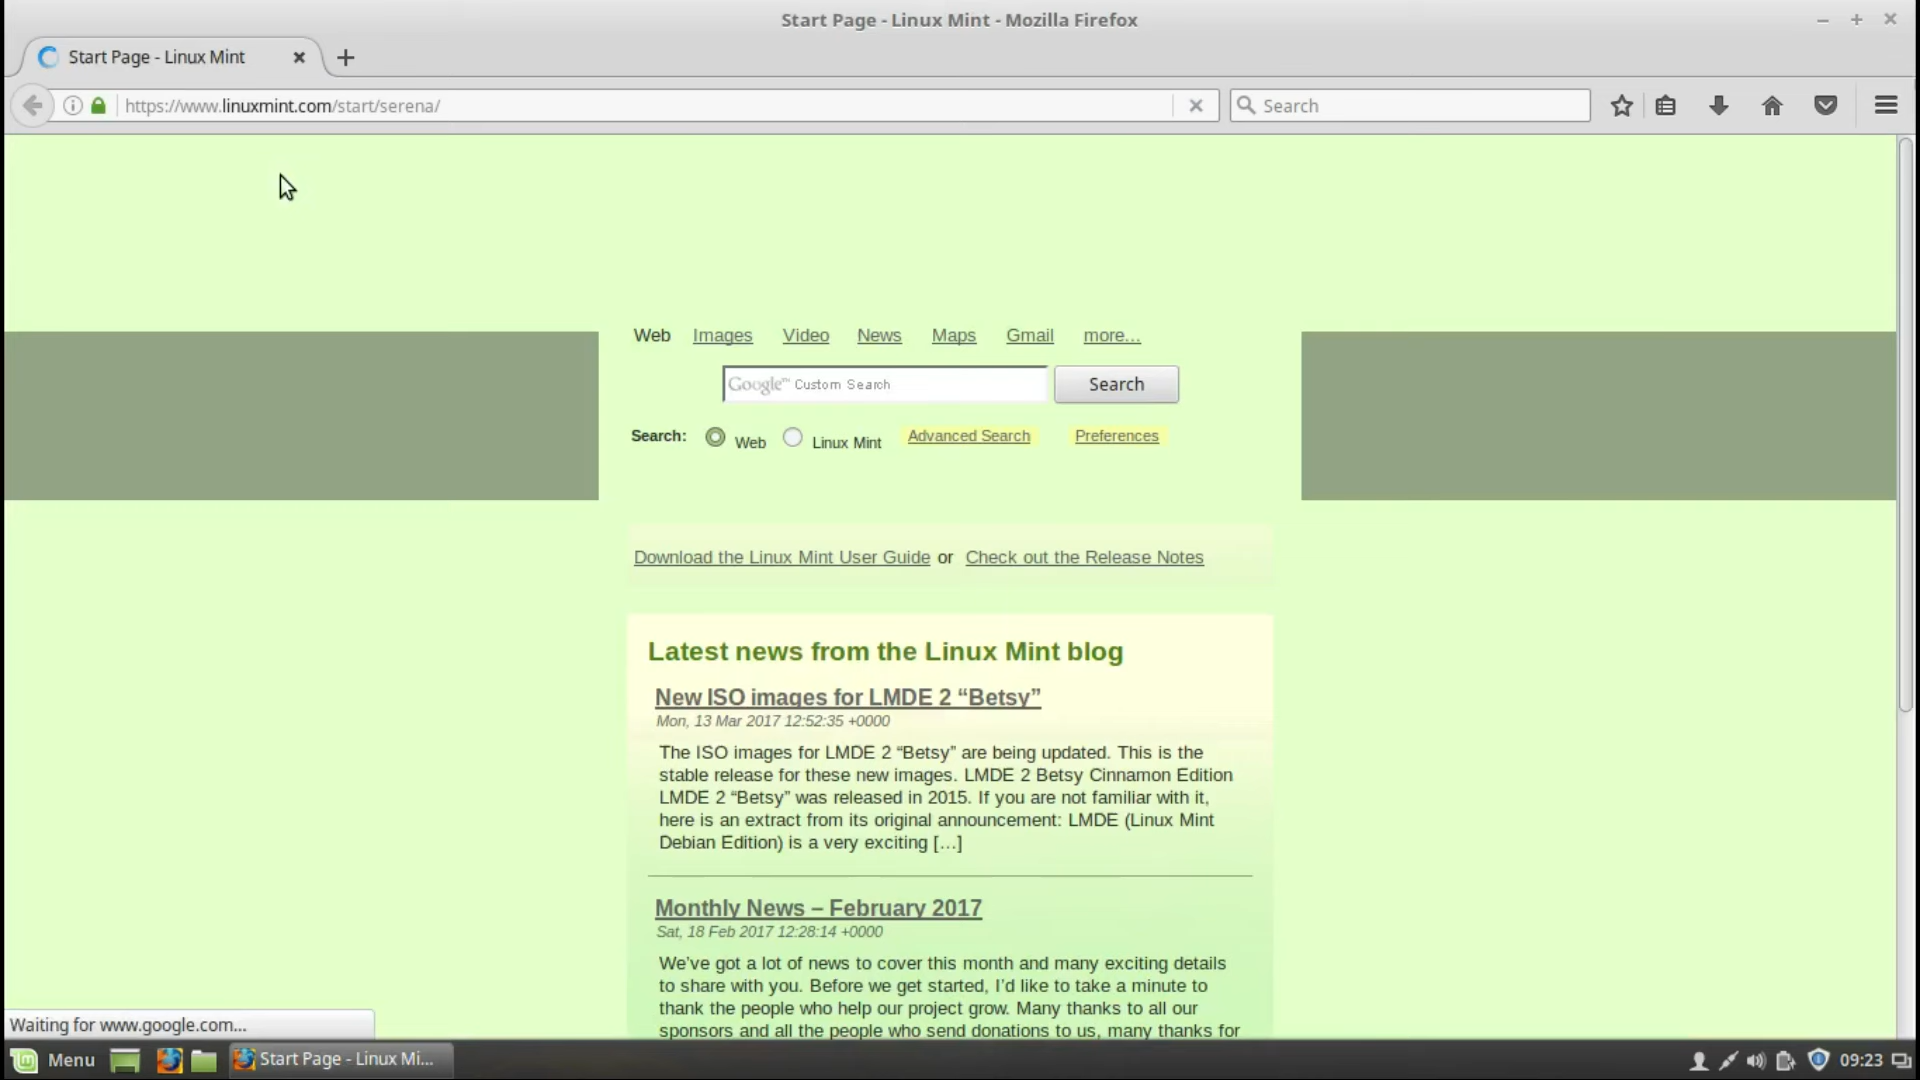 Start Page - Linux Mint - Mozilla Firefox
Start Page - Linux Mint
https://www.linuxmint.com/start/serena/
Search
Web Images Video News Maps Gmail more...
Google™ Custom Search
Search
Search: Web Linux Mint Advanced Search Preferences
Download the Linux Mint User Guide or Check out the Release Notes
Latest news from the Linux Mint blog
New ISO images for LMDE 2 “Betsy”
Mon, 13 Mar 2017 12:52:35 +0000
The ISO images for LMDE 2 “Betsy” are being updated. This is the
stable release for these new images. LMDE 2 Betsy Cinnamon Edition
LMDE 2 “Betsy” was released in 2015. If you are not familiar with it,
here is an extract from its original announcement: LMDE (Linux Mint
Debian Edition) is a very exciting […]
Monthly News – February 2017
Sat, 18 Feb 2017 12:28:14 +0000
We’ve got a lot of news to cover this month and many exciting details
to share with you. Before we get started, I’d like to take a minute to
thank the people who help our project grow. Many thanks to all our
sponsors and all the people who send donations to us, many thanks for
Waiting for www.google.com...
Menu
Start Page - Linux Mi...
09:23